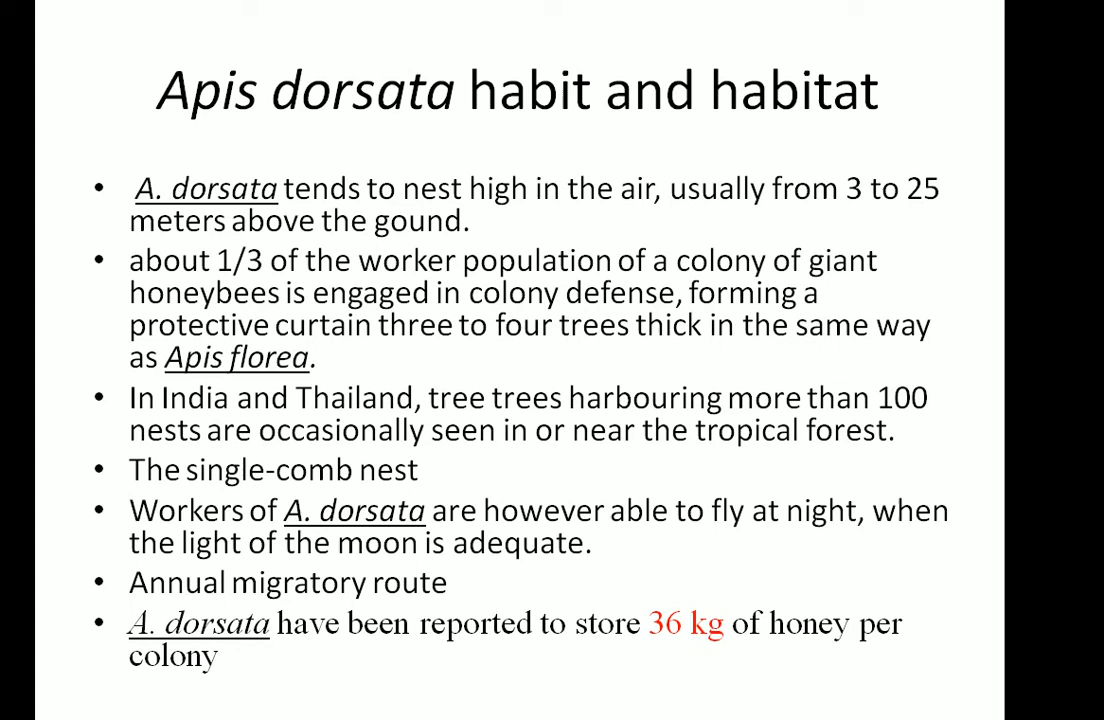 Apis dorsata habit and habitat
• A. dorsata tends to nest high in the air, usually from 3 to 25
meters above the gound.
• about 1/3 of the worker population of a colony of giant
honeybees is engaged in colony defense, forming a
protective curtain three to four trees thick in the same way
as Apis florea.
• In India and Thailand, tree trees harbouring more than 100
nests are occasionally seen in or near the tropical forest.
• The single-comb nest
• Workers of A. dorsata are however able to fly at night, when
the light of the moon is adequate.
• Annual migratory route
• A. dorsata have been reported to store 36 kg of honey per
colony